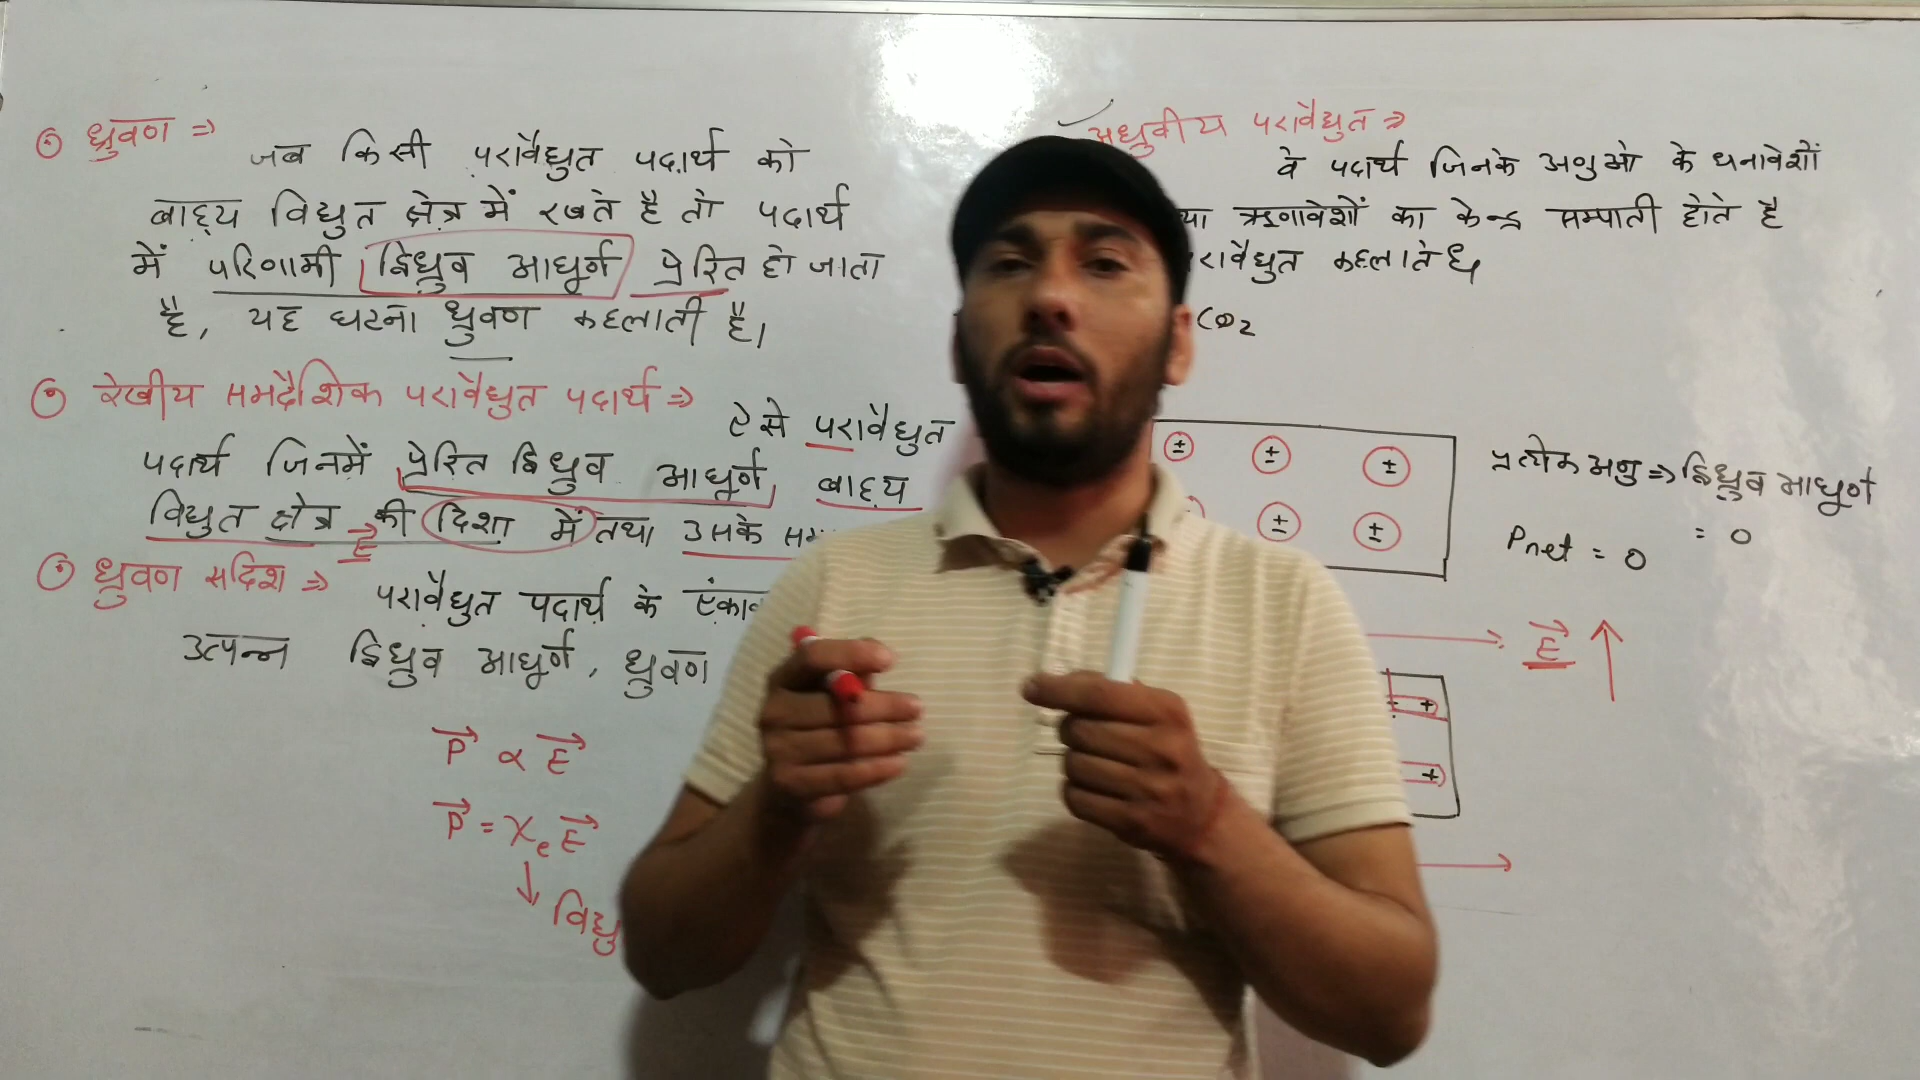 ध्रुवण ⇒
जब किसी परावैद्युत पदार्थ को
बाह्य विद्युत क्षेत्र में रखते है तो पदार्थ
में परिणामी द्विध्रुव आघूर्ण प्रेरित हो जाता
है, यह घटना ध्रुवण कहलाती है।
रेखीय समदैशिक परावैद्युत पदार्थ ⇒
ऐसे परावैद्युत
पदार्थ जिनमें प्रेरित द्विध्रुव आघूर्ण, बाह्य
विद्युत क्षेत्र की दिशा में तथा उसके
E⃗
ध्रुवण सदिश ⇒
परावैद्युत पदार्थ के
उत्पन्न द्विध्रुव आघूर्ण, ध्रुवण
P⃗ ∝ E⃗
P⃗ = χₑ E⃗
↓
अध्रुवीय परावैद्युत ⇒
वे पदार्थ जिनके अणुओ के धनावेशों
ऋणावेशों का केन्द्र सम्पाती होते है
कहलाते है
CO₂
± ± ±
± ±
प्रत्येक अणु ⇒ द्विध्रुव आघूर्ण
= 0
Pnet = 0
E⃗ ↑
- +
+